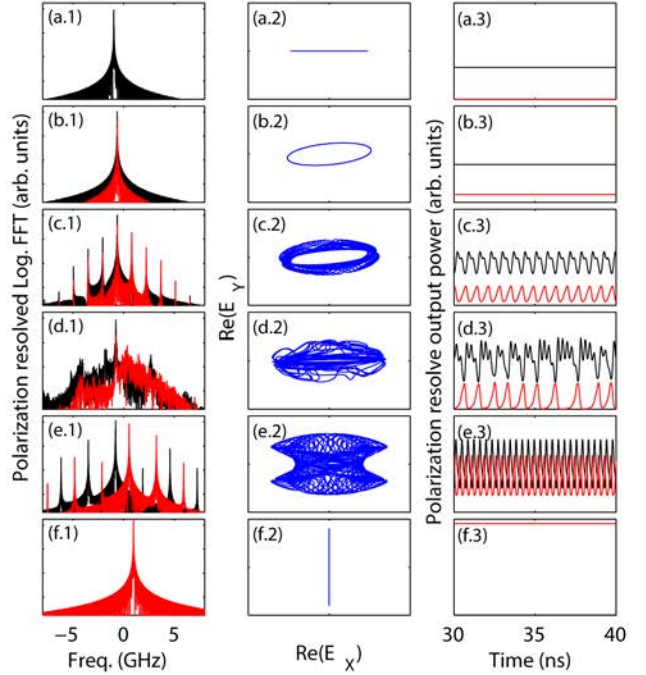 (a.1)
(a.2)
(a.3)
(b.1)
(b.2)
(b.3)
(c.1)
(c.2)
(c.3)
(d.1)
(d.2)
(d.3)
(e.1)
(e.2)
(e.3)
(f.1)
(f.2)
(f.3)
Polarization resolved Log. FFT (arb. units)
Re(E_Y)
Polarization resolve output power (arb. units)
−5 0 5
30 35 40
Freq. (GHz)
Re(E_X)
Time (ns)